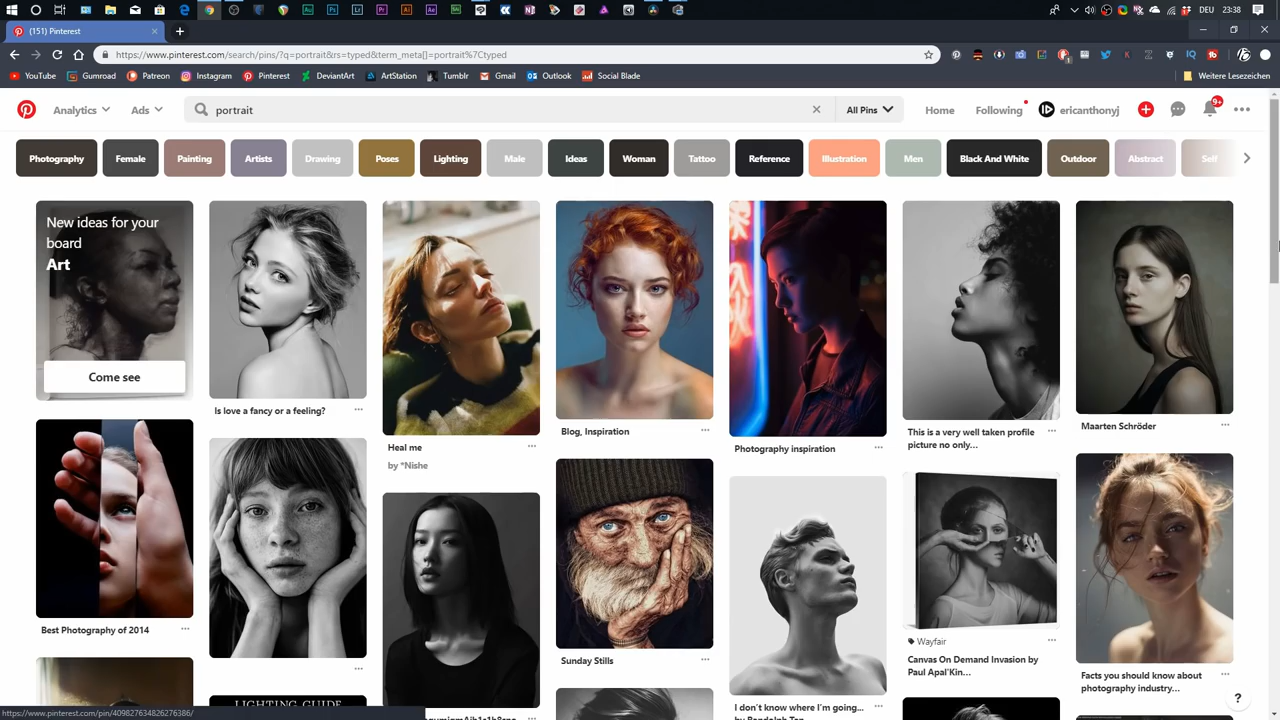 DEU 23:38
(151) Pinterest
https://www.pinterest.com/search/pins/?q=portrait&rs=typed&term_meta[]=portrait%7Ctyped
YouTube Gumroad Patreon Instagram Pinterest DeviantArt ArtStation Tumblr Gmail Outlook Social Blade Weitere Lesezeichen
Analytics Ads portrait All Pins Home Following ericanthonyj 9+
Photography Female Painting Artists Drawing Poses Lighting Male Ideas Woman Tattoo Reference Illustration Men Black And White Outdoor Abstract Self
New ideas for your
board
Art
Come see
Is love a fancy or a feeling?
Heal me
by *Nishe
Blog, Inspiration
Photography inspiration
This is a very well taken profile
picture no only...
Maarten Schröder
Best Photography of 2014
Sunday Stills
I don't know where I'm going...
Wayfair
Canvas On Demand Invasion by
Paul Apal'Kin...
Facts you should know about
photography industry...
LIGHTING GUIDE
https://www.pinterest.com/pin/409827634826276386/
?